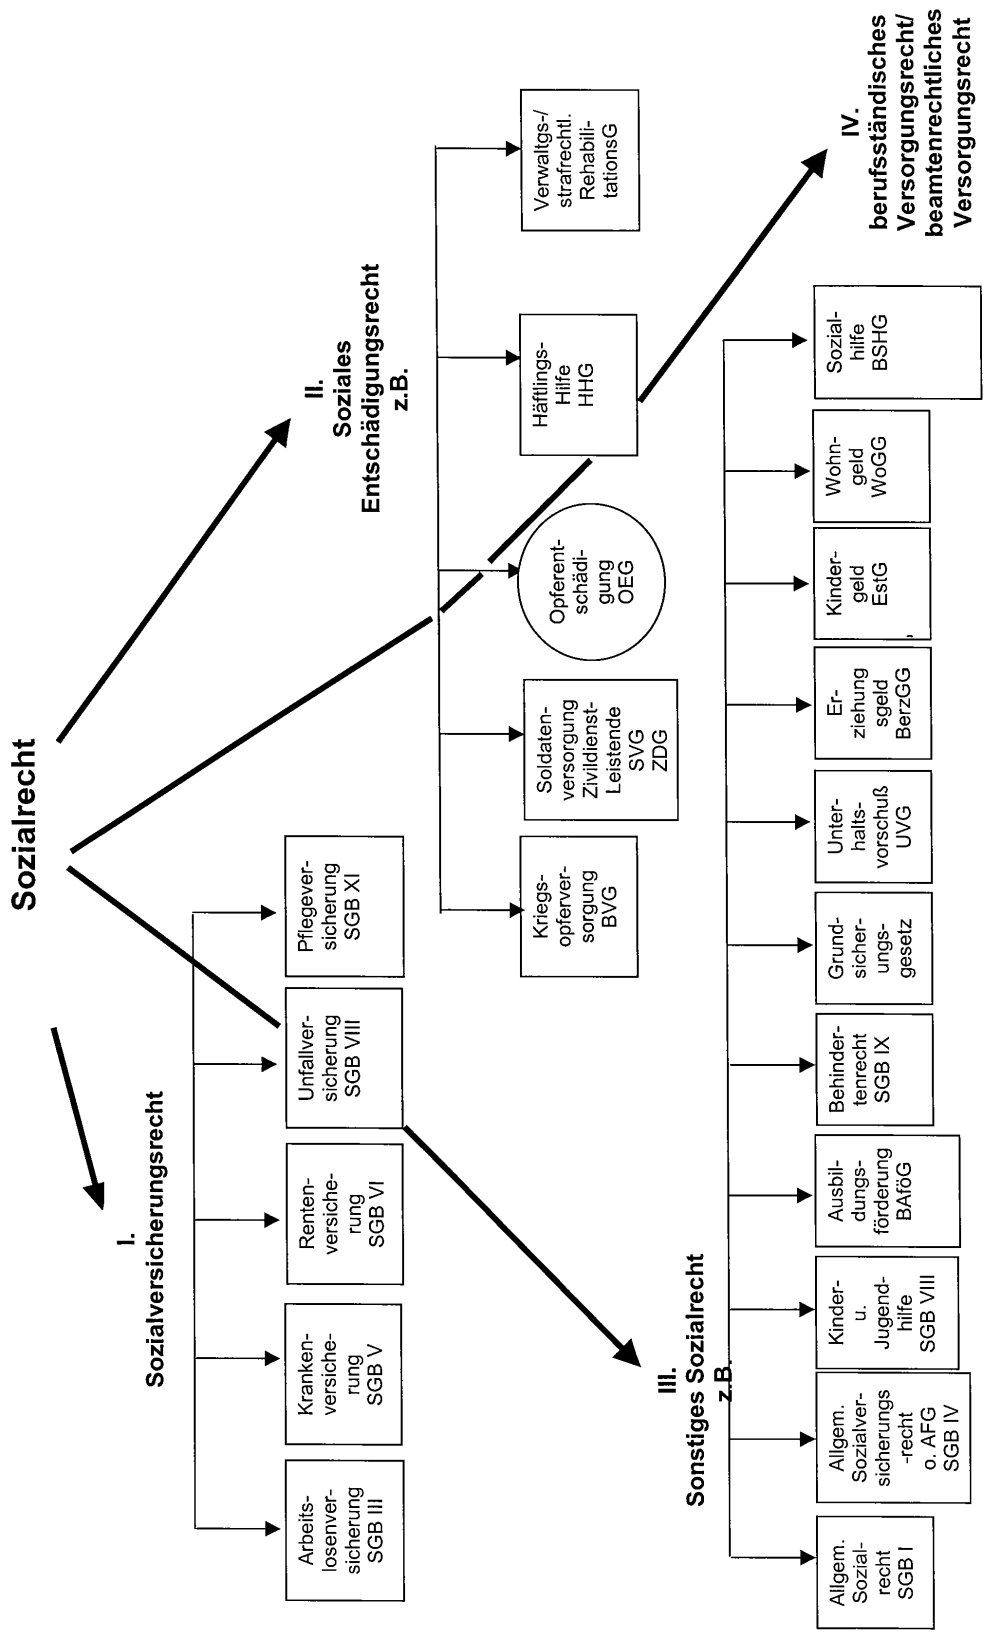 Sozialrecht
I.
Sozialversicherungsrecht
Arbeits-
losenver-
sicherung
SGB III
Kranken-
versiche-
rung
SGB V
Renten-
versiche-
rung
SGB VI
Unfallver-
sicherung
SGB VIII
Pflegever-
sicherung
SGB XI
II.
Soziales
Entschädigungsrecht
z.B.
Kriegs-
opferver-
sorgung
BVG
Soldaten-
versorgung
Zivildienst-
Leistende
SVG
ZDG
Opferent-
schädi-
gung
OEG
Häftlings-
Hilfe
HHG
Verwaltgs-/
strafrechtl.
Rehabili-
tationsG
III.
Sonstiges Sozialrecht
z.B.
Allgem.
Sozial-
recht
SGB I
Allgem.
Sozialver-
sicherungs
-recht
o. AFG
SGB IV
Kinder-
u.
Jugend-
hilfe
SGB VIII
Ausbil-
dungs-
förderung
BAföG
Behinder-
tenrecht
SGB IX
Grund-
sicher-
ungs-
gesetz
Unter-
halts-
vorschuß
UVG
Er-
ziehung
sgeld
BerzGG
Kinder-
geld
EstG
Wohn-
geld
WoGG
Sozial-
hilfe
BSHG
IV.
berufsständisches
Versorgungsrecht/
beamtenrechtliches
Versorgungsrecht